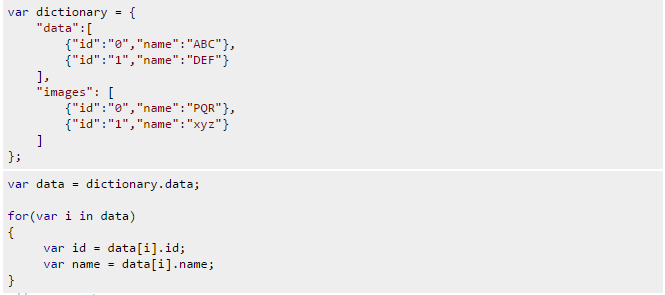 var dictionary = {
    "data":[
        {"id":"0","name":"ABC"},
        {"id":"1","name":"DEF"}
    ],
    "images": [
        {"id":"0","name":"PQR"},
        {"id":"1","name":"xyz"}
    ]
};
var data = dictionary.data;
for(var i in data)
{
     var id = data[i].id;
     var name = data[i].name;
}